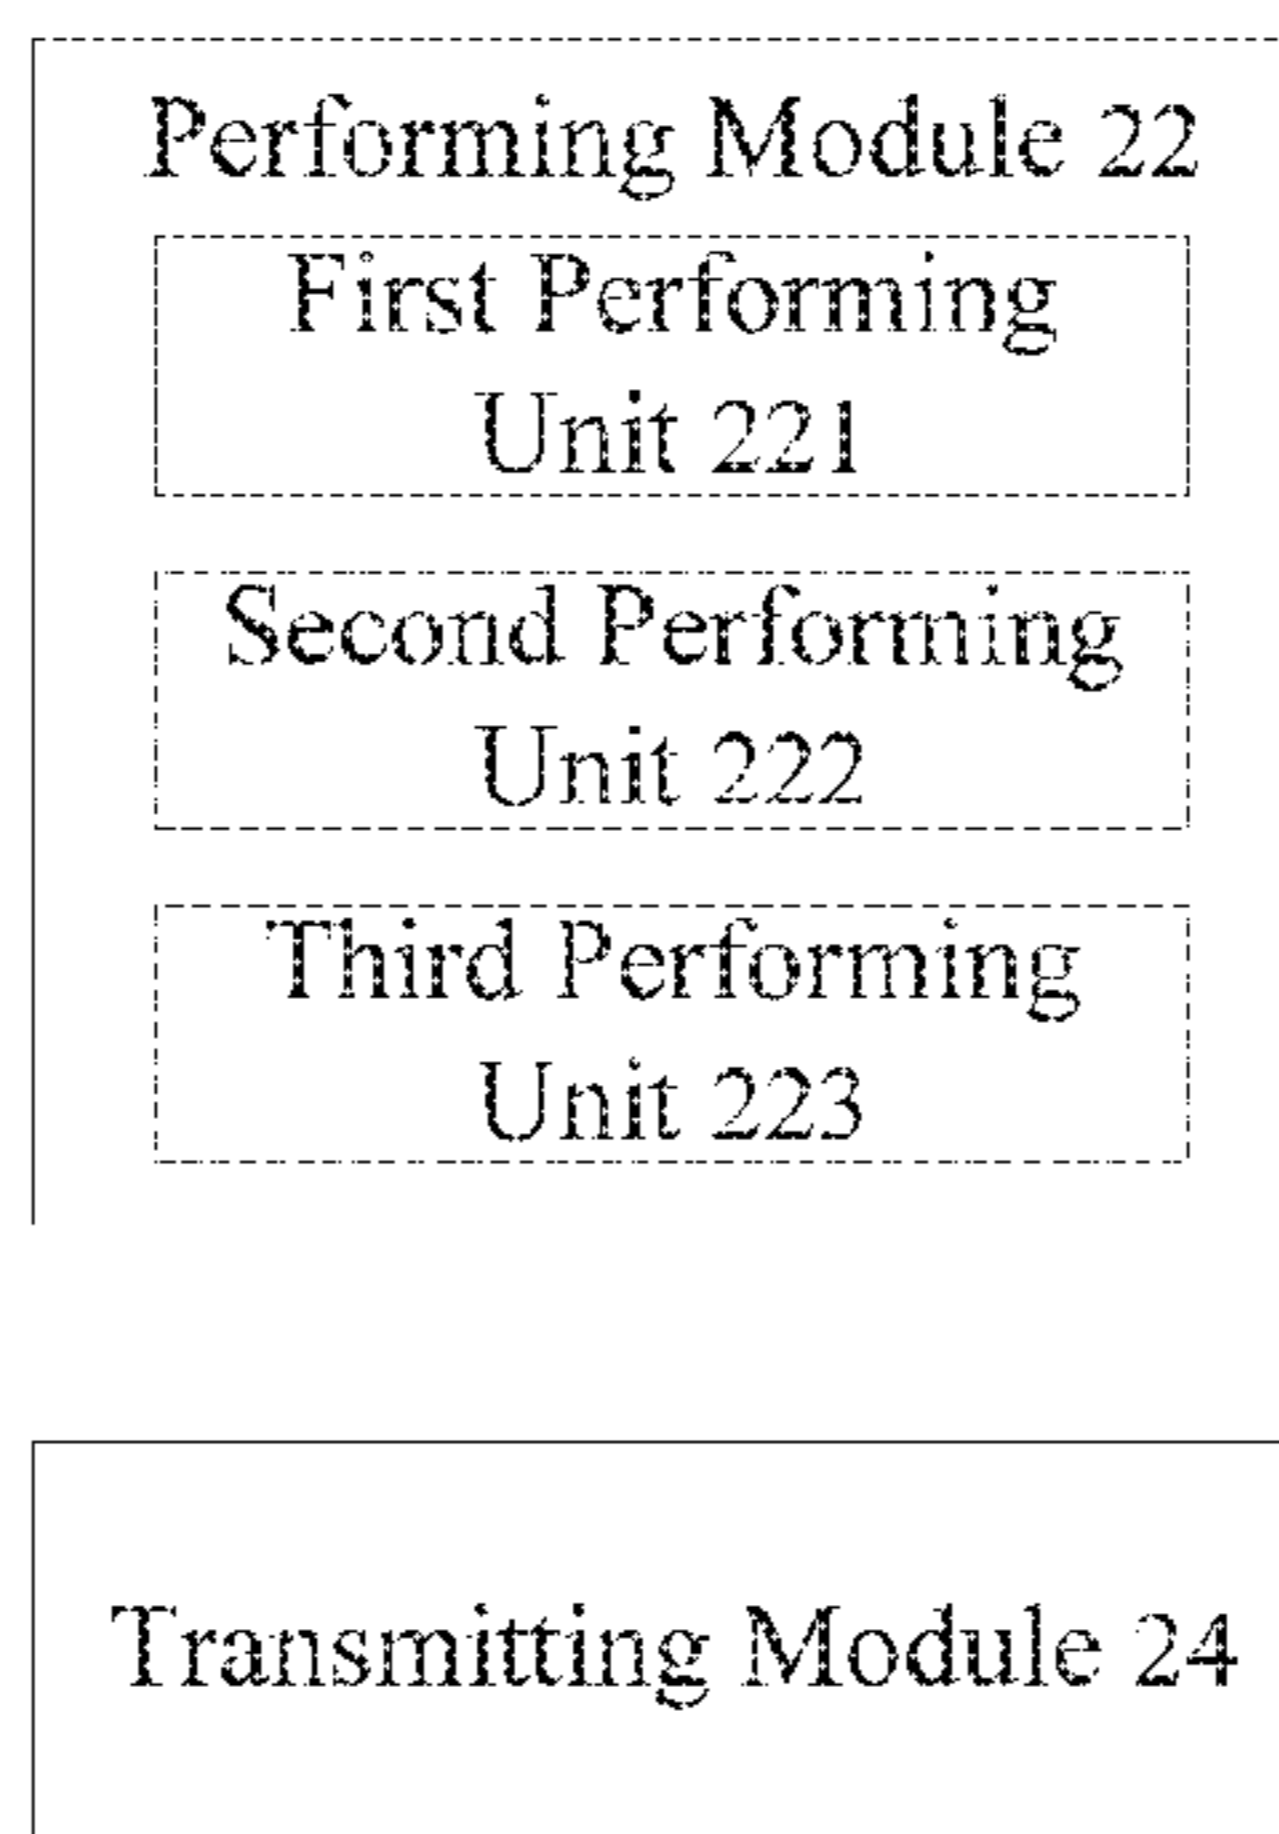 Performing Module 22
First Performing
Unit 221
Second Performing
Unit 222
Third Performing
Unit 223
Transmitting Module 24